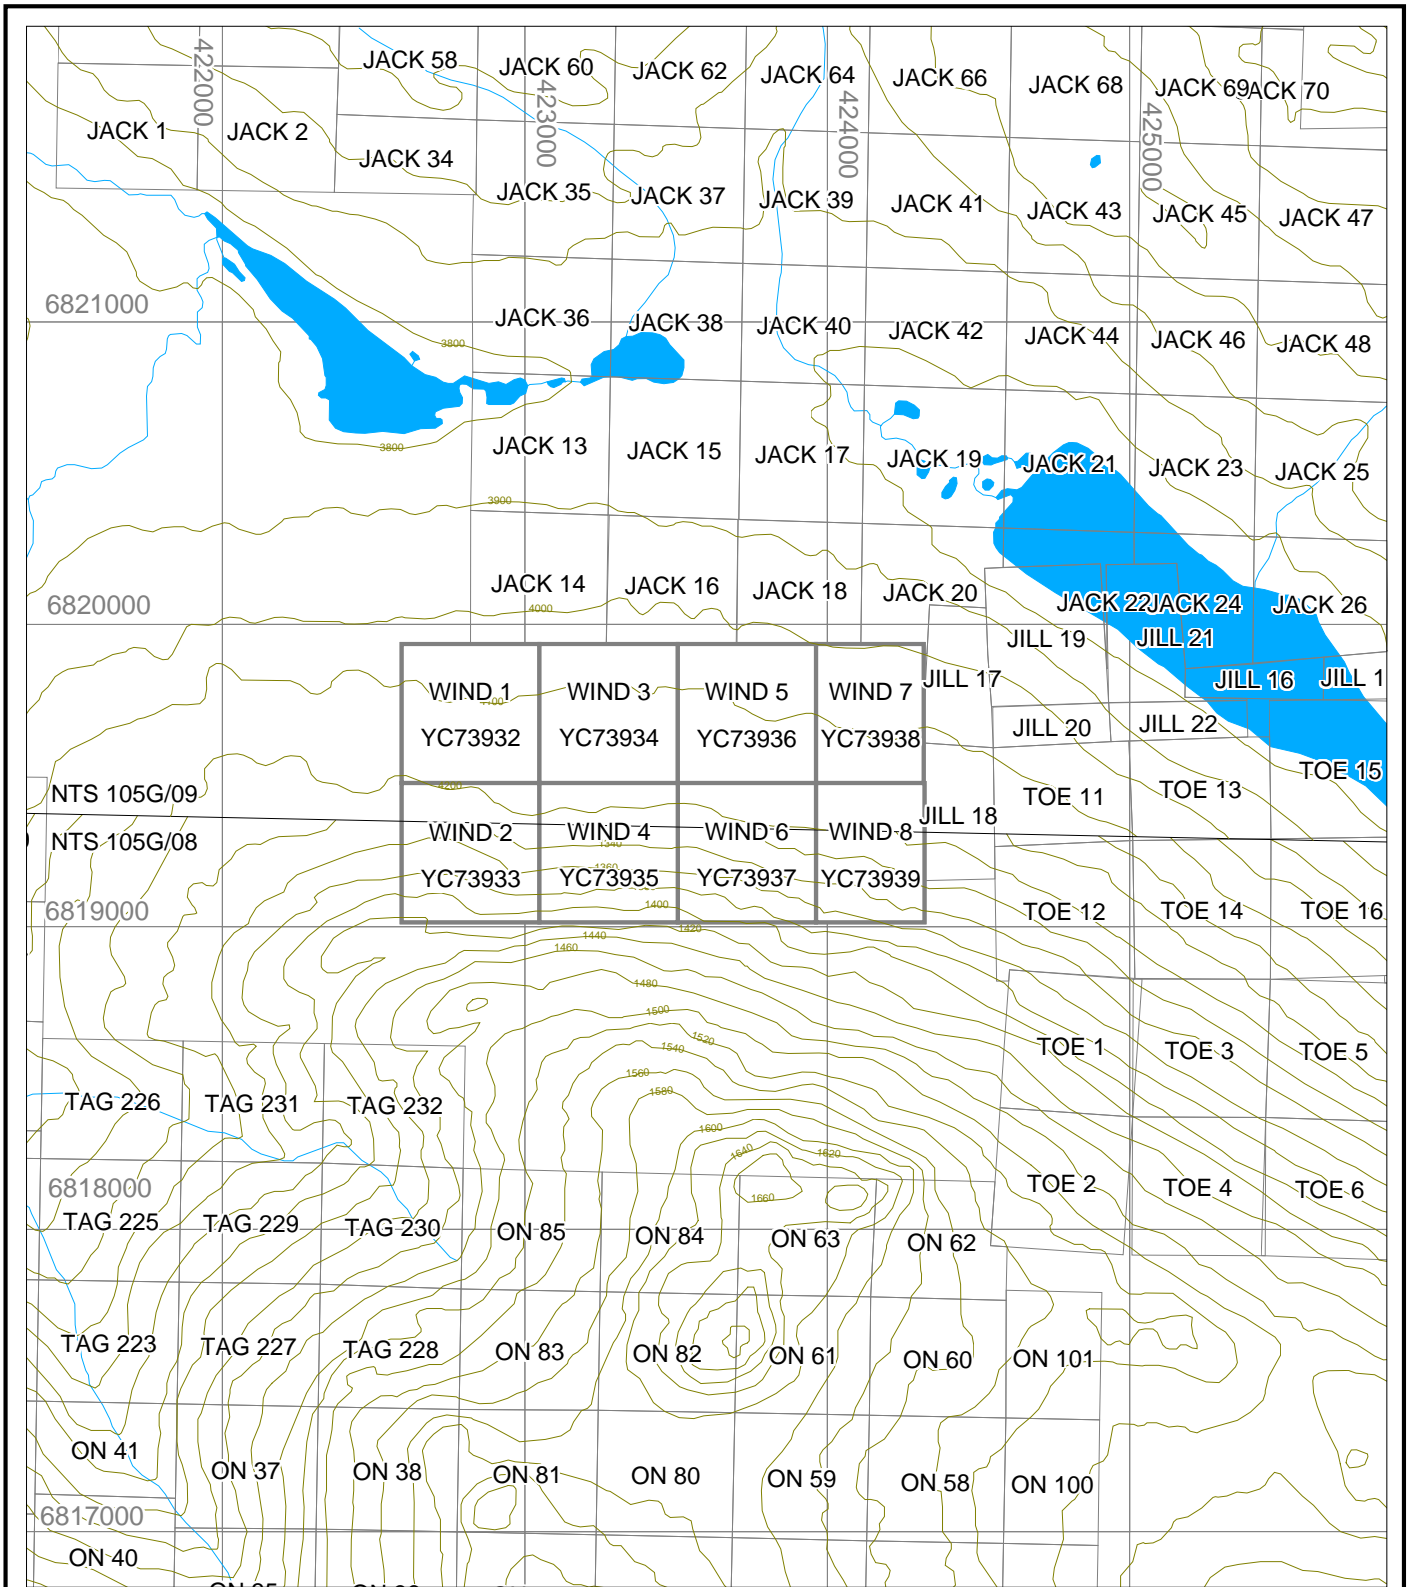 JACK 58
JACK 60
JACK 62
JACK 64
JACK 66
JACK 68
JACK 69
JACK 70
422000
423000
424000
425000
JACK 1
JACK 2
JACK 34
JACK 35
JACK 37
JACK 39
JACK 41
JACK 43
JACK 45
JACK 47
6821000
JACK 36
JACK 38
JACK 40
JACK 42
JACK 44
JACK 46
JACK 48
3800
3800
JACK 13
JACK 15
JACK 17
JACK 19
JACK 21
JACK 23
JACK 25
3900
JACK 14
JACK 16
JACK 18
JACK 20
JACK 22
JACK 24
JACK 26
6820000
4000
JILL 19
JILL 21
WIND 1
WIND 3
WIND 5
WIND 7
JILL 17
JILL 16
JILL 1
YC73932
YC73934
YC73936
YC73938
JILL 20
JILL 22
TOE 15
NTS 105G/09
4200
TOE 11
TOE 13
JILL 18
NTS 105G/08
WIND 2
WIND 4
WIND 6
WIND 8
1340
1360
YC73933
YC73935
YC73937
YC73939
6819000
1400
TOE 12
TOE 14
TOE 16
1420
1440
1460
1480
1500
1520
1540
TOE 1
TOE 3
TOE 5
1560
1580
TAG 226
TAG 231
TAG 232
1600
1620
1640
1660
6818000
TOE 2
TOE 4
TOE 6
TAG 225
TAG 229
TAG 230
ON 85
ON 84
ON 63
ON 62
TAG 223
TAG 227
TAG 228
ON 83
ON 82
ON 61
ON 60
ON 101
ON 41
ON 37
ON 38
ON 81
ON 80
ON 59
ON 58
ON 100
6817000
ON 40